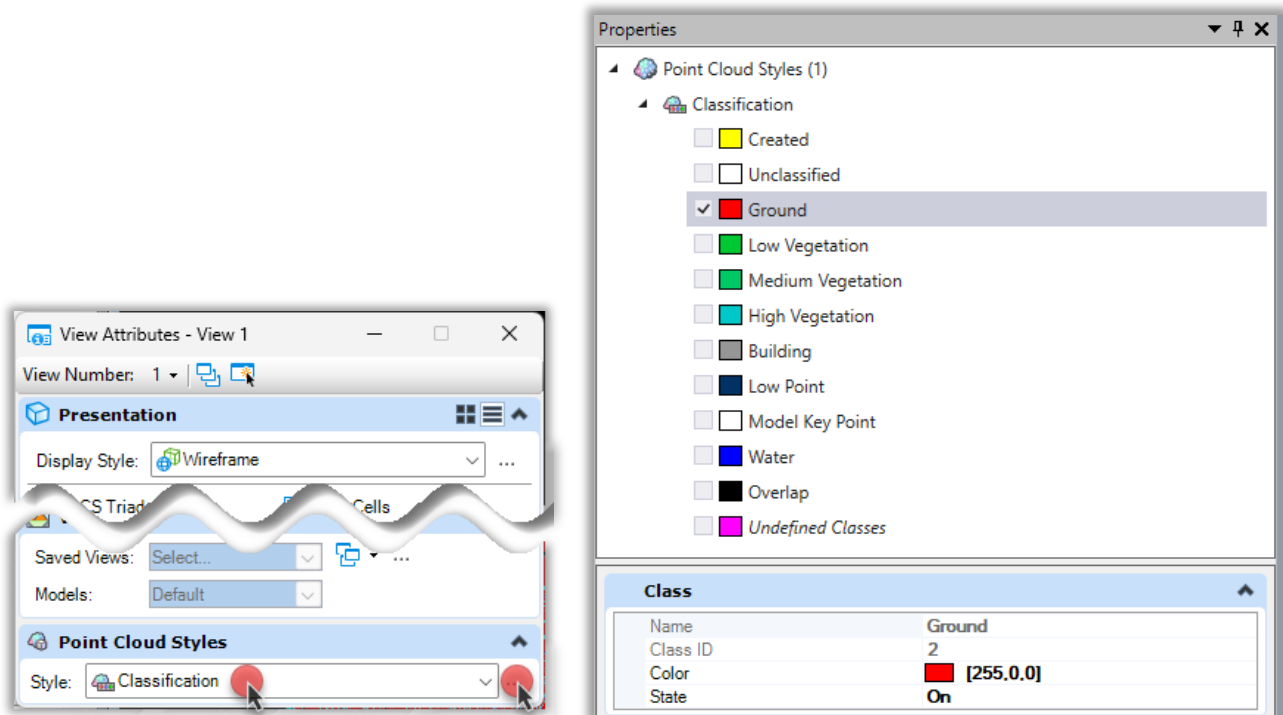 Properties
Point Cloud Styles (1)
Classification
Created
Unclassified
Ground
Low Vegetation
Medium Vegetation
High Vegetation
Building
Low Point
Model Key Point
Water
Overlap
Undefined Classes
Class
Name Ground
Class ID 2
Color [255,0,0]
State On
View Attributes - View 1
View Number: 1
Presentation
Display Style: Wireframe ...
CS Triad
Cells
Saved Views: Select... ...
Models: Default
Point Cloud Styles
Style: Classification